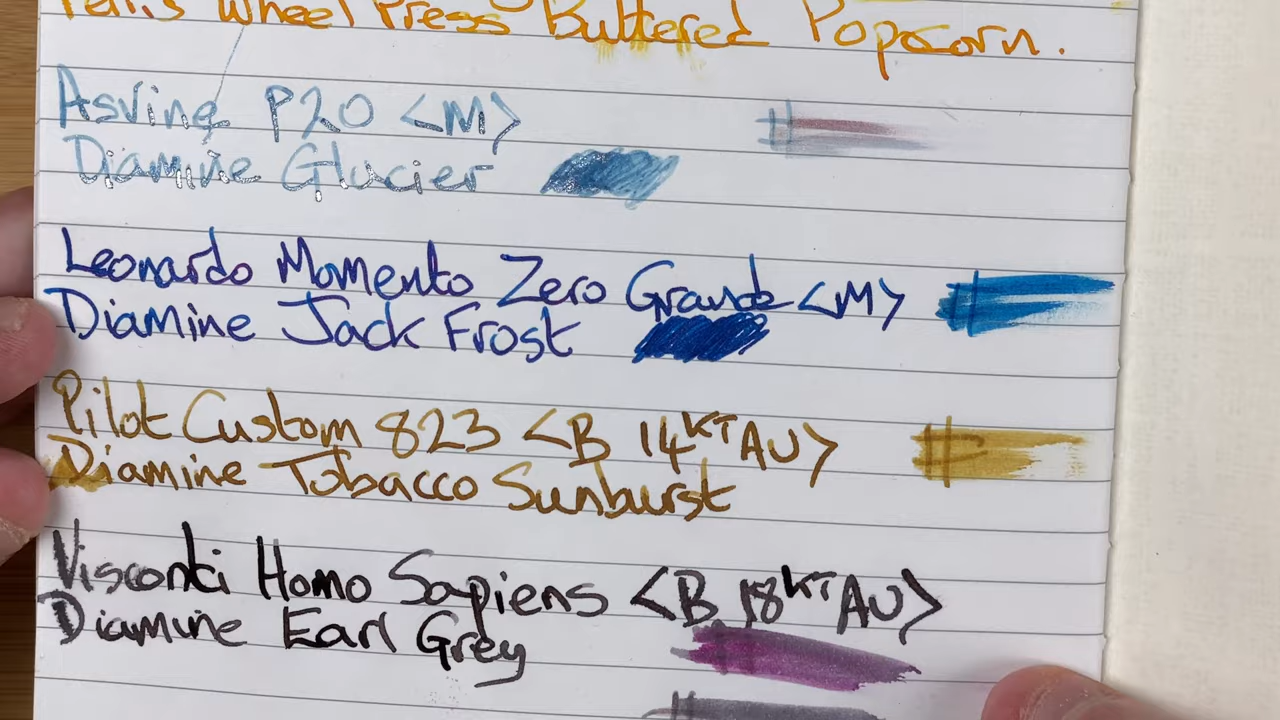 Wheel Press Buttered Popcorn.
Asvine P20 <M>
Diamine Glacier
Leonardo Momento Zero Grande <M>
Diamine Jack Frost
Pilot Custom 823 <B 14KT AU>
Diamine Tobacco Sunburst
Visconti Homo Sapiens <B 18KT AU>
Diamine Earl Grey